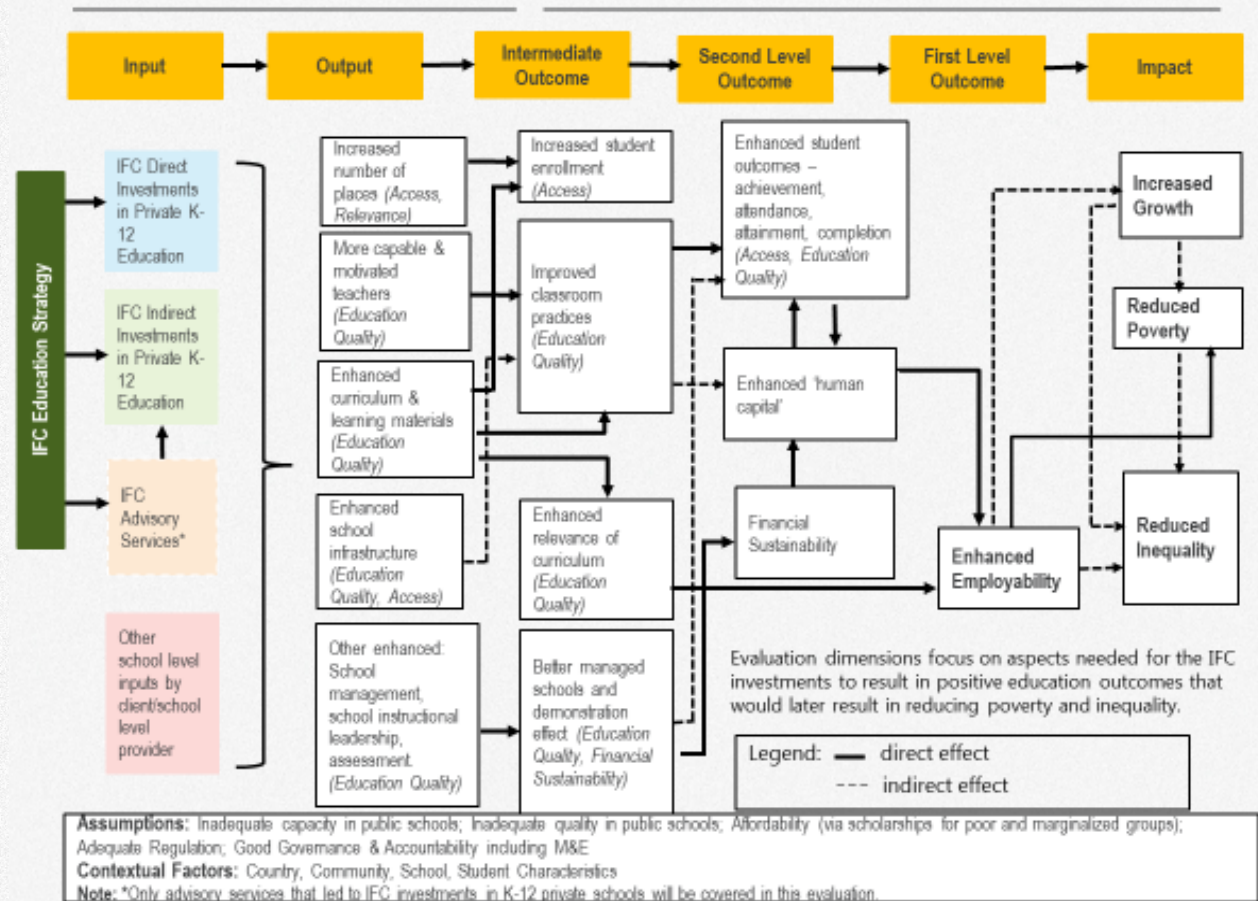 Input
Output
Intermediate
Outcome
Second Level
Outcome
First Level
Outcome
Impact
IFC Education Strategy
IFC Direct
Investments
in Private K-
12
Education
IFC Indirect
Investments
in Private K-
12
Education
IFC
Advisory
Services*
Other
school level
inputs by
client/school
level
provider
Increased
number of
places (Access,
Relevance)
More capable &
motivated
teachers
(Education
Quality)
Enhanced
curriculum &
learning materials
(Education
Quality)
Enhanced
school
infrastructure
(Education
Quality, Access)
Other enhanced:
School
management,
school instructional
leadership,
assessment.
(Education Quality)
Increased student
enrollment
(Access)
Improved
classroom
practices
(Education
Quality)
Enhanced
relevance of
curriculum
(Education
Quality)
Better managed
schools and
demonstration
effect (Education
Quality, Financial
Sustainability)
Enhanced student
outcomes –
achievement,
attendance,
attainment, completion
(Access, Education
Quality)
Enhanced 'human
capital'
Financial
Sustainability
Enhanced
Employability
Increased
Growth
Reduced
Poverty
Reduced
Inequality
Evaluation dimensions focus on aspects needed for the IFC
investments to result in positive education outcomes that
would later result in reducing poverty and inequality.
Legend: direct effect
indirect effect
Assumptions: Inadequate capacity in public schools; Inadequate quality in public schools; Affordability (via scholarships for poor and marginalized groups);
Adequate Regulation; Good Governance & Accountability including M&E
Contextual Factors: Country, Community, School, Student Characteristics
Note: *Only advisory services that led to IFC investments in K-12 private schools will be covered in this evaluation.